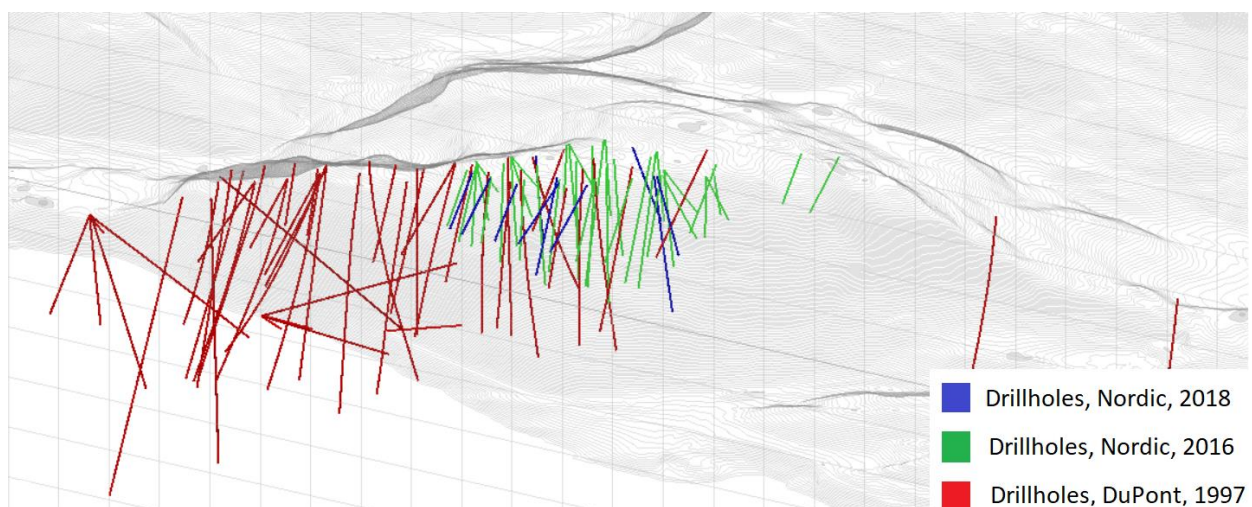 Drillholes, Nordic, 2018
Drillholes, Nordic, 2016
Drillholes, DuPont, 1997